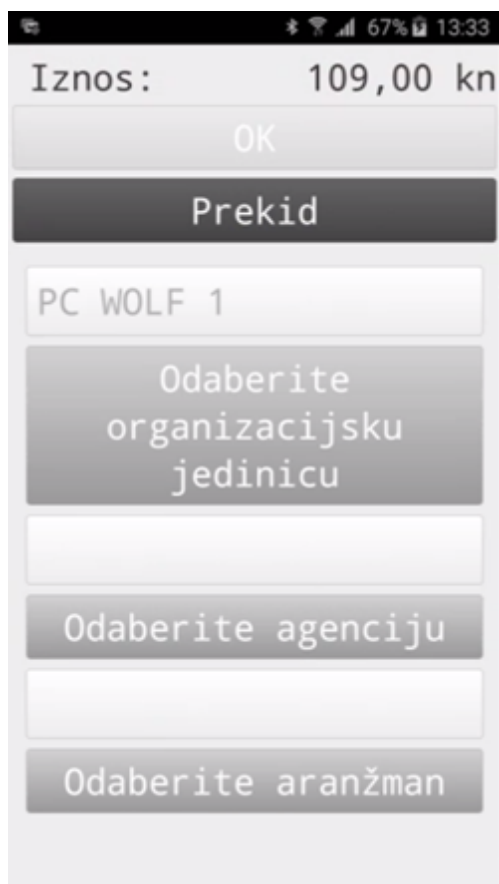 67% 13:33
Iznos: 109,00 kn
OK
Prekid
PC WOLF 1
Odaberite
organizacijsku
jedinicu
Odaberite agenciju
Odaberite aranžman